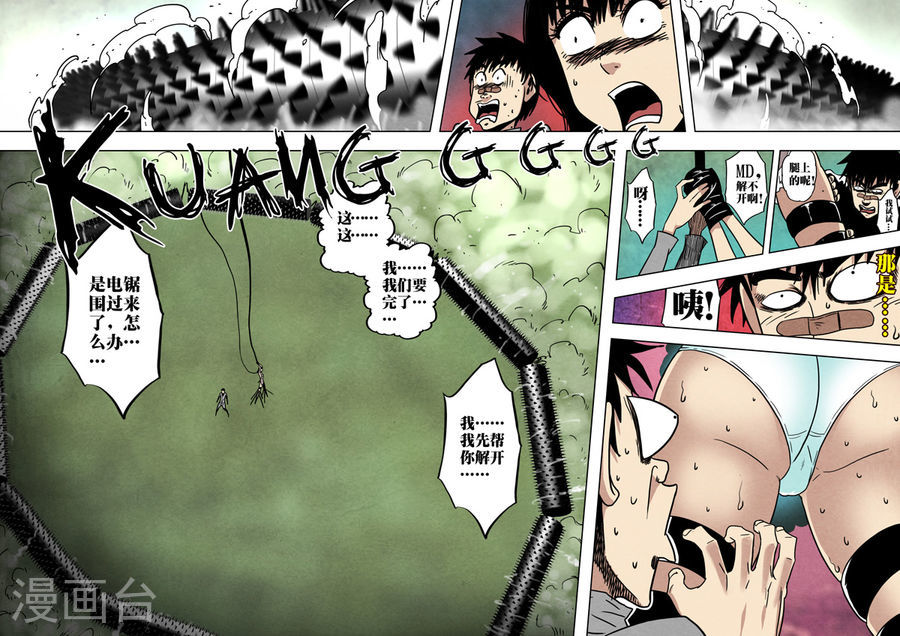 KUANG G G G G
这……
这……
我……
我们要
完了……
锯来怎……
电过，办
是围了么……
我……
我先帮
你解开
呀……
MD，
解不
开啊！
腿上
的呢！
我试试…
那是……
咦！
漫画台